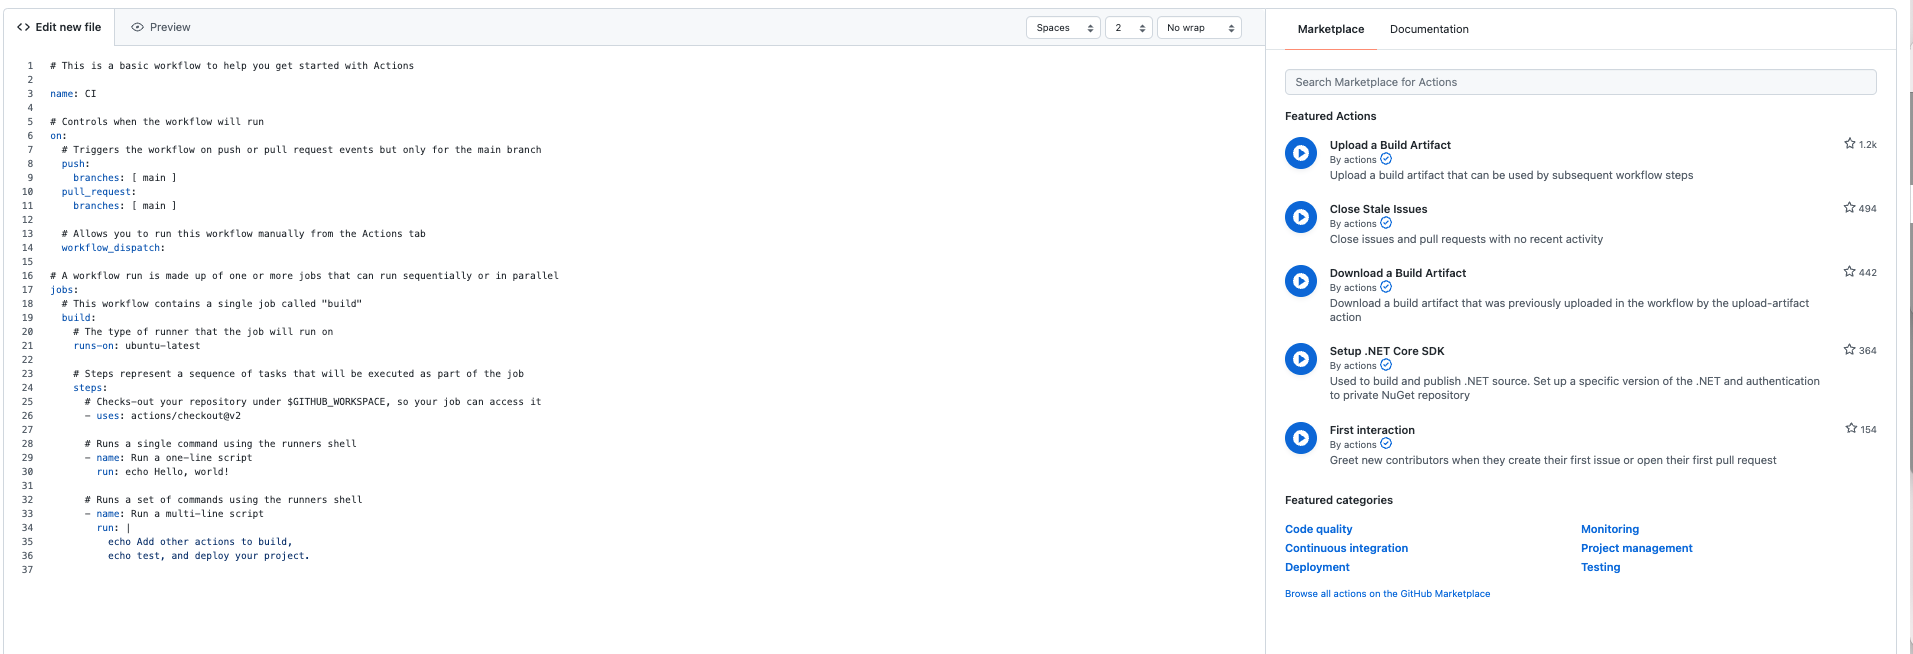 Edit new file
Preview
Spaces
2
No wrap
1 # This is a basic workflow to help you get started with Actions
2
3 name: CI
4
5 # Controls when the workflow will run
6 on:
7 # Triggers the workflow on push or pull request events but only for the main branch
8 push:
9 branches: [ main ]
10 pull_request:
11 branches: [ main ]
12
13 # Allows you to run this workflow manually from the Actions tab
14 workflow_dispatch:
15
16 # A workflow run is made up of one or more jobs that can run sequentially or in parallel
17 jobs:
18 # This workflow contains a single job called "build"
19 build:
20 # The type of runner that the job will run on
21 runs-on: ubuntu-latest
22
23 # Steps represent a sequence of tasks that will be executed as part of the job
24 steps:
25 # Checks-out your repository under $GITHUB_WORKSPACE, so your job can access it
26 - uses: actions/checkout@v2
27
28 # Runs a single command using the runners shell
29 - name: Run a one-line script
30 run: echo Hello, world!
31
32 # Runs a set of commands using the runners shell
33 - name: Run a multi-line script
34 run: |
35 echo Add other actions to build,
36 echo test, and deploy your project.
37
Marketplace
Documentation
Search Marketplace for Actions
Featured Actions
Upload a Build Artifact
1.2k
By actions
Upload a build artifact that can be used by subsequent workflow steps
Close Stale Issues
494
By actions
Close issues and pull requests with no recent activity
Download a Build Artifact
442
By actions
Download a build artifact that was previously uploaded in the workflow by the upload-artifact
action
Setup .NET Core SDK
364
By actions
Used to build and publish .NET source. Set up a specific version of the .NET and authentication
to private NuGet repository
First interaction
154
By actions
Greet new contributors when they create their first issue or open their first pull request
Featured categories
Code quality
Monitoring
Continuous integration
Project management
Deployment
Testing
Browse all actions on the GitHub Marketplace